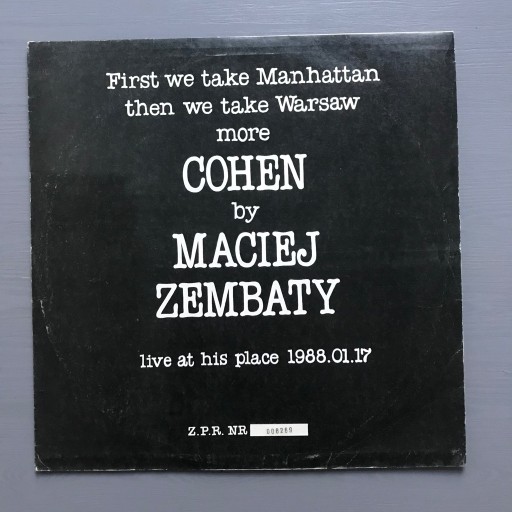 First we take Manhattan
then we take Warsaw
more
COHEN
by
MACIEJ
ZEMBATY
live at his place 1988.01.17
Z.P.R. NR